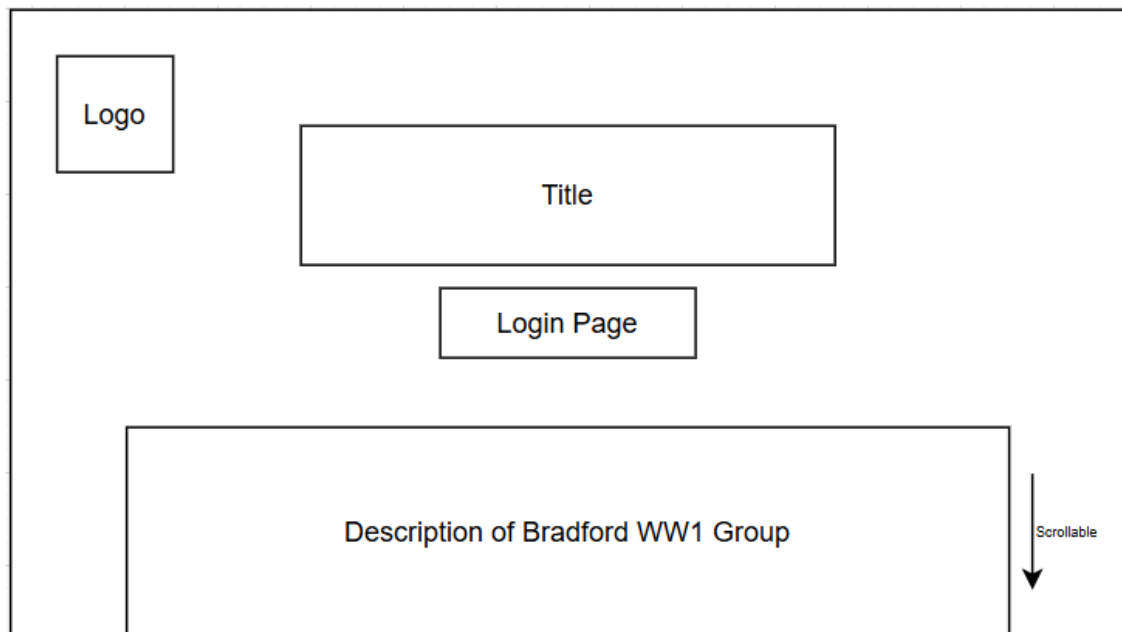 Logo
Title
Login Page
Description of Bradford WW1 Group
Scrollable